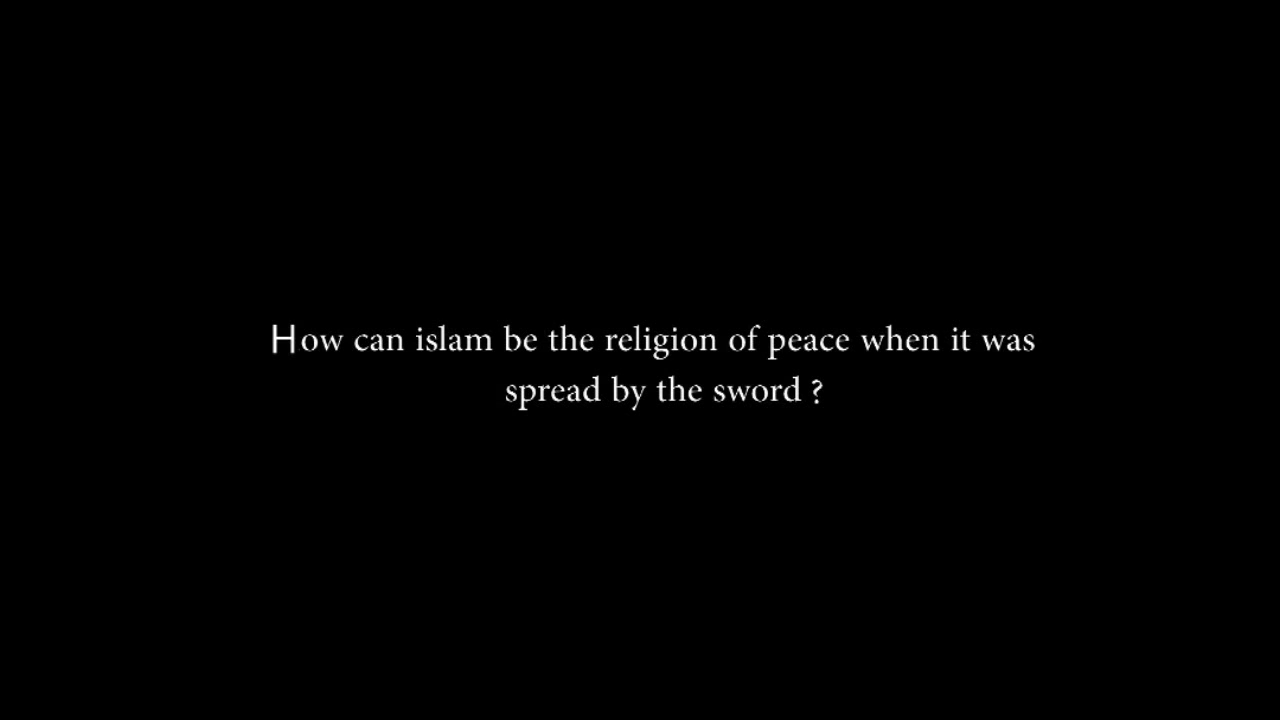 How can islam be the religion of peace when it was
spread by the sword ?